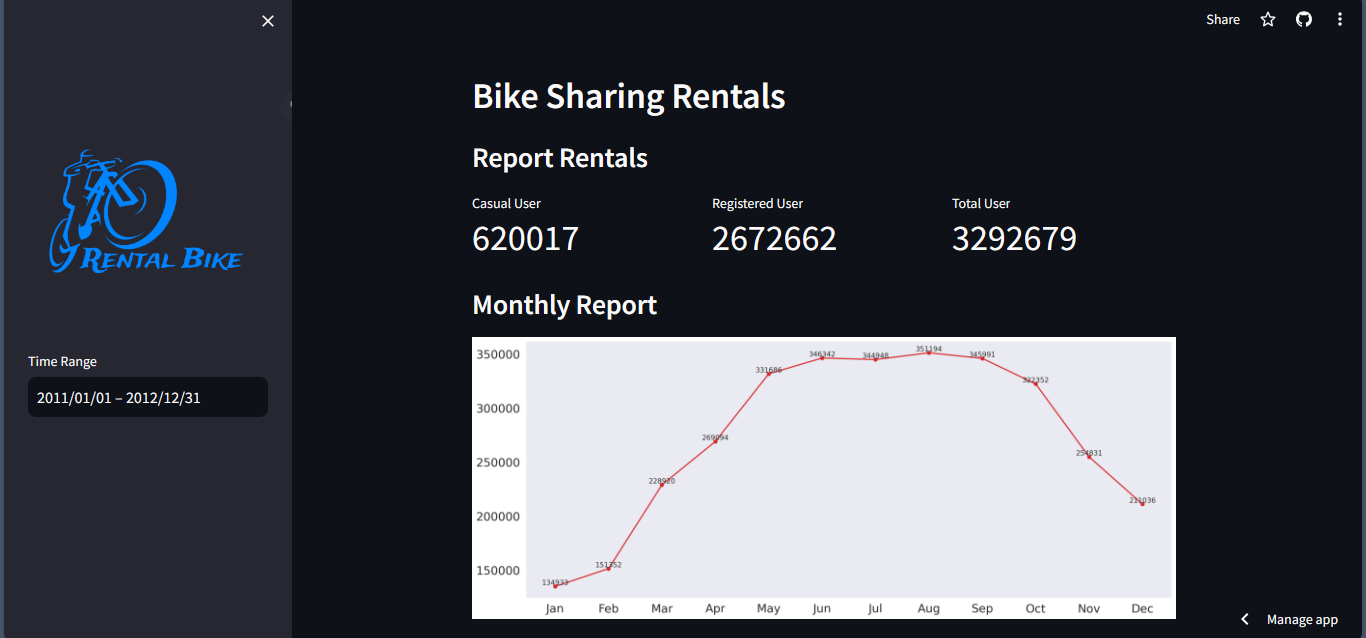 Share
RENTAL BIKE
Time Range
2011/01/01 – 2012/12/31
Bike Sharing Rentals
Report Rentals
Casual User Registered User Total User
620017 2672662 3292679
Monthly Report
350000
300000
250000
200000
150000
134933 151352 228920 269094 331686 346342 344948 351194 345991 322352 254831 211036
Jan Feb Mar Apr May Jun Jul Aug Sep Oct Nov Dec
Manage app